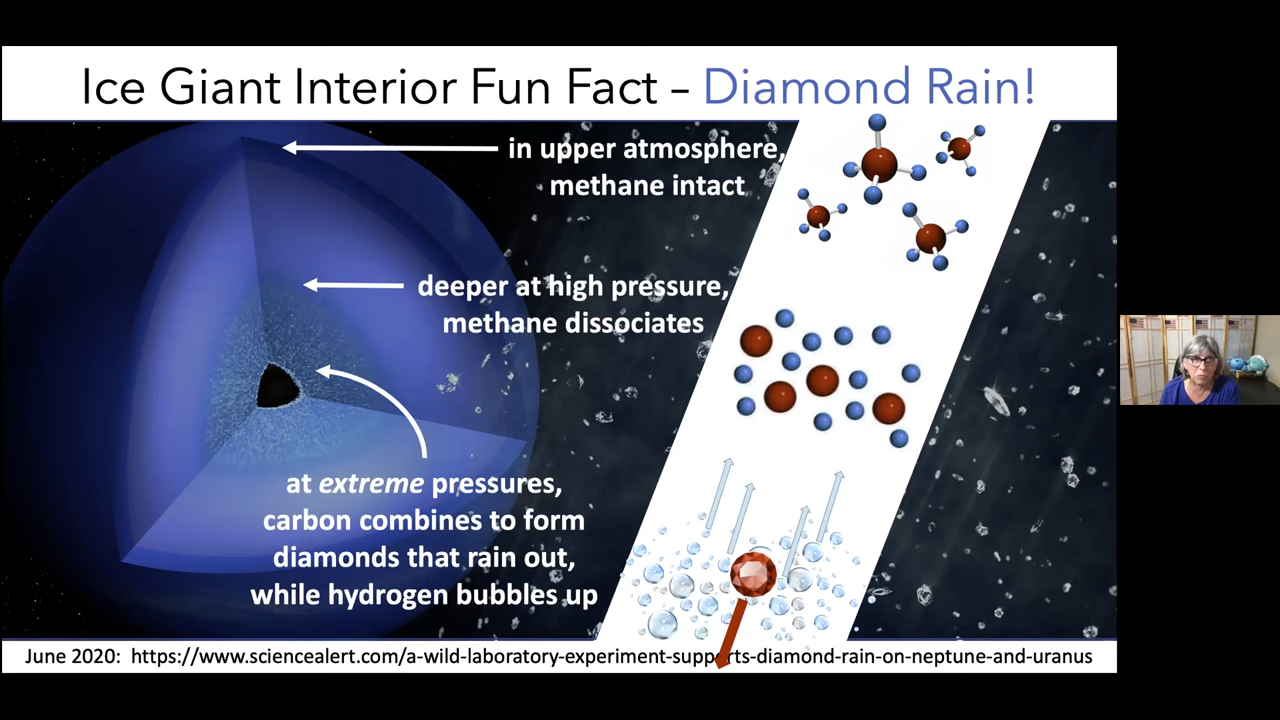 Ice Giant Interior Fun Fact – Diamond Rain!
in upper atmosphere,
methane intact
deeper at high pressure,
methane dissociates
at extreme pressures,
carbon combines to form
diamonds that rain out,
while hydrogen bubbles up
June 2020: https://www.sciencealert.com/a-wild-laboratory-experiment-supports-diamond-rain-on-neptune-and-uranus